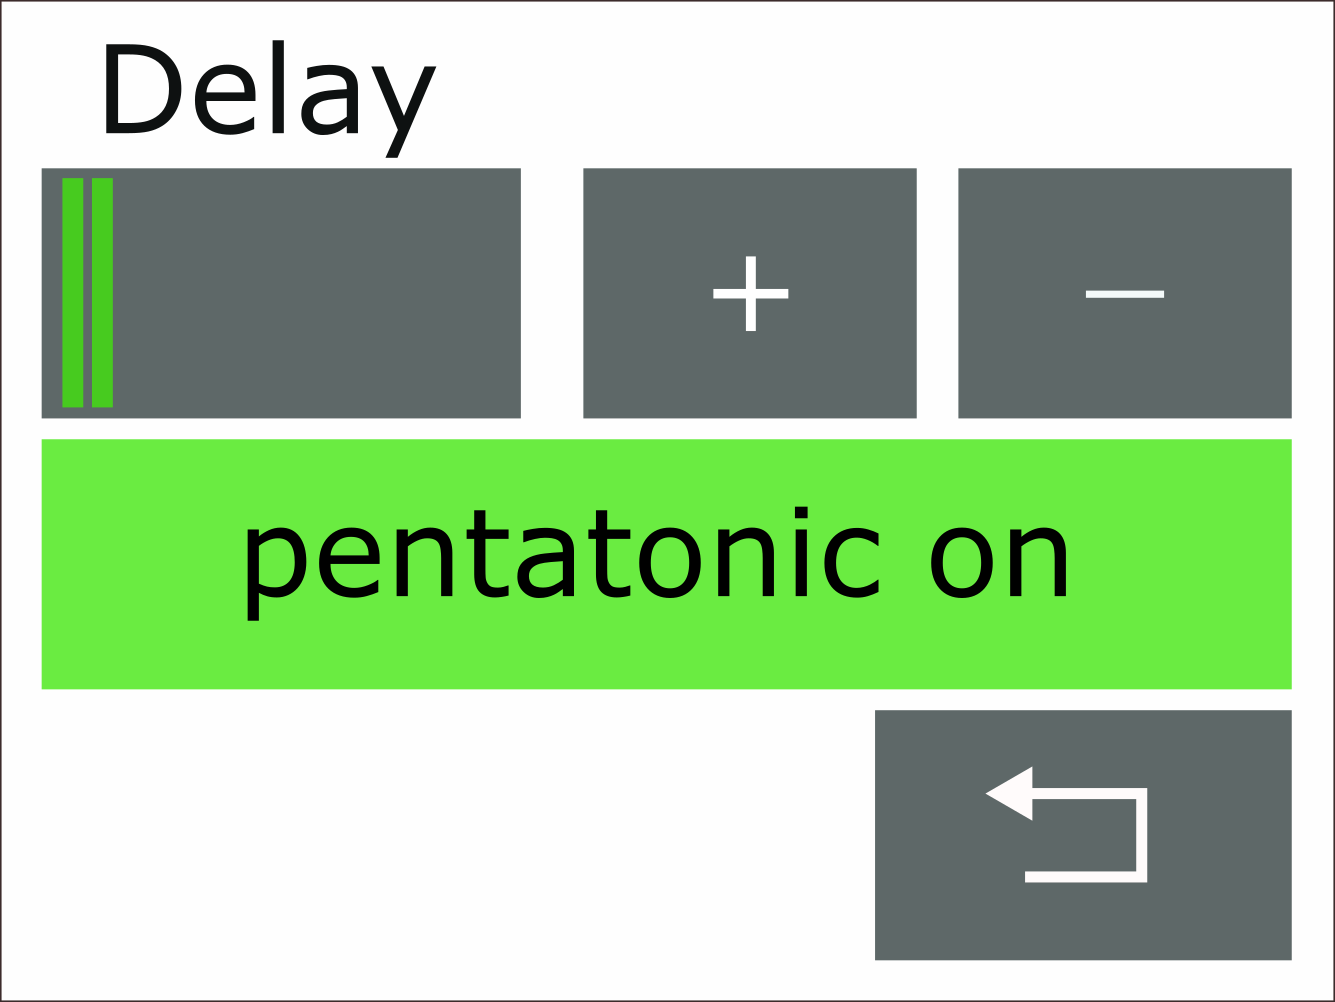 Delay
+ −
pentatonic on